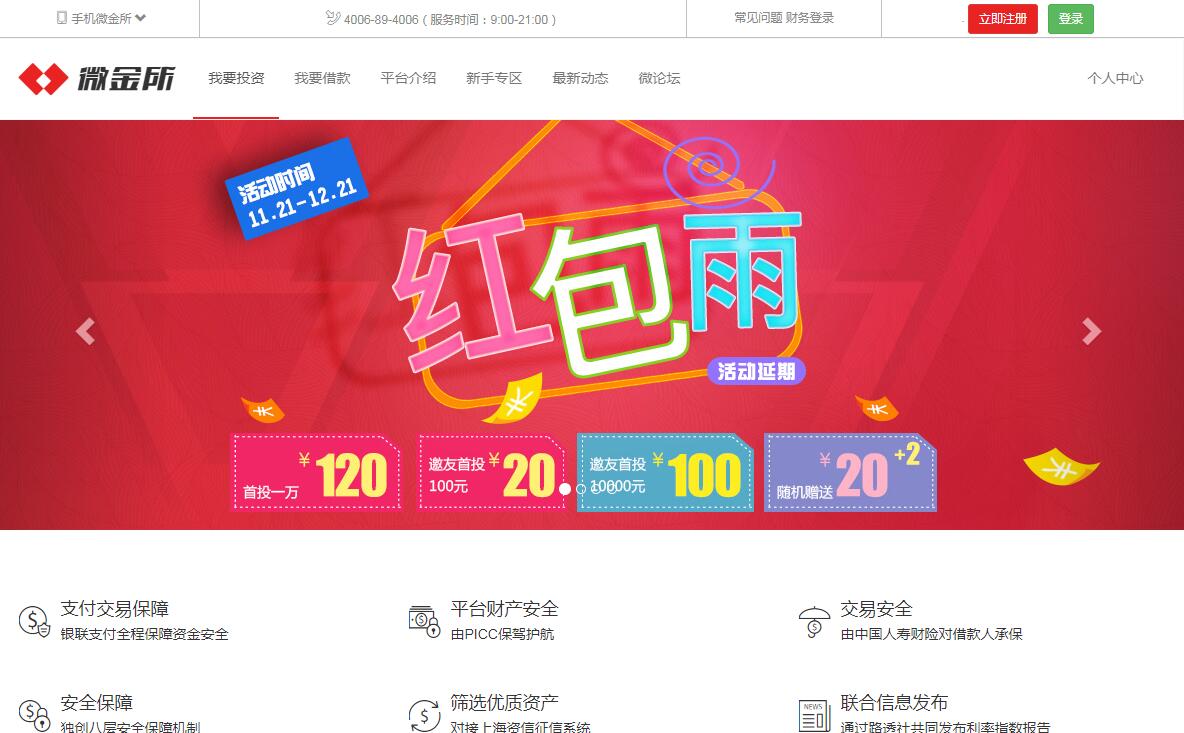 手机微金所
4006-89-4006 ( 服务时间：9:00-21:00 )
常见问题 财务登录
立即注册
登录
微金所
我要投资
我要借款
平台介绍
新手专区
最新动态
微论坛
个人中心
活动时间
11.21-12.21
红包雨
活动延期
首投一万
¥120
邀友首投
100元
¥20
邀友首投
10000元
¥100
随机赠送
¥20+2
支付交易保障
银联支付全程保障资金安全
平台财产安全
由PICC保驾护航
交易安全
由中国人寿财险对借款人承保
安全保障
独创八层安全保障机制
筛选优质资产
对接上海资信征信系统
NEWS
联合信息发布
通过路透社共同发布利率指数报告